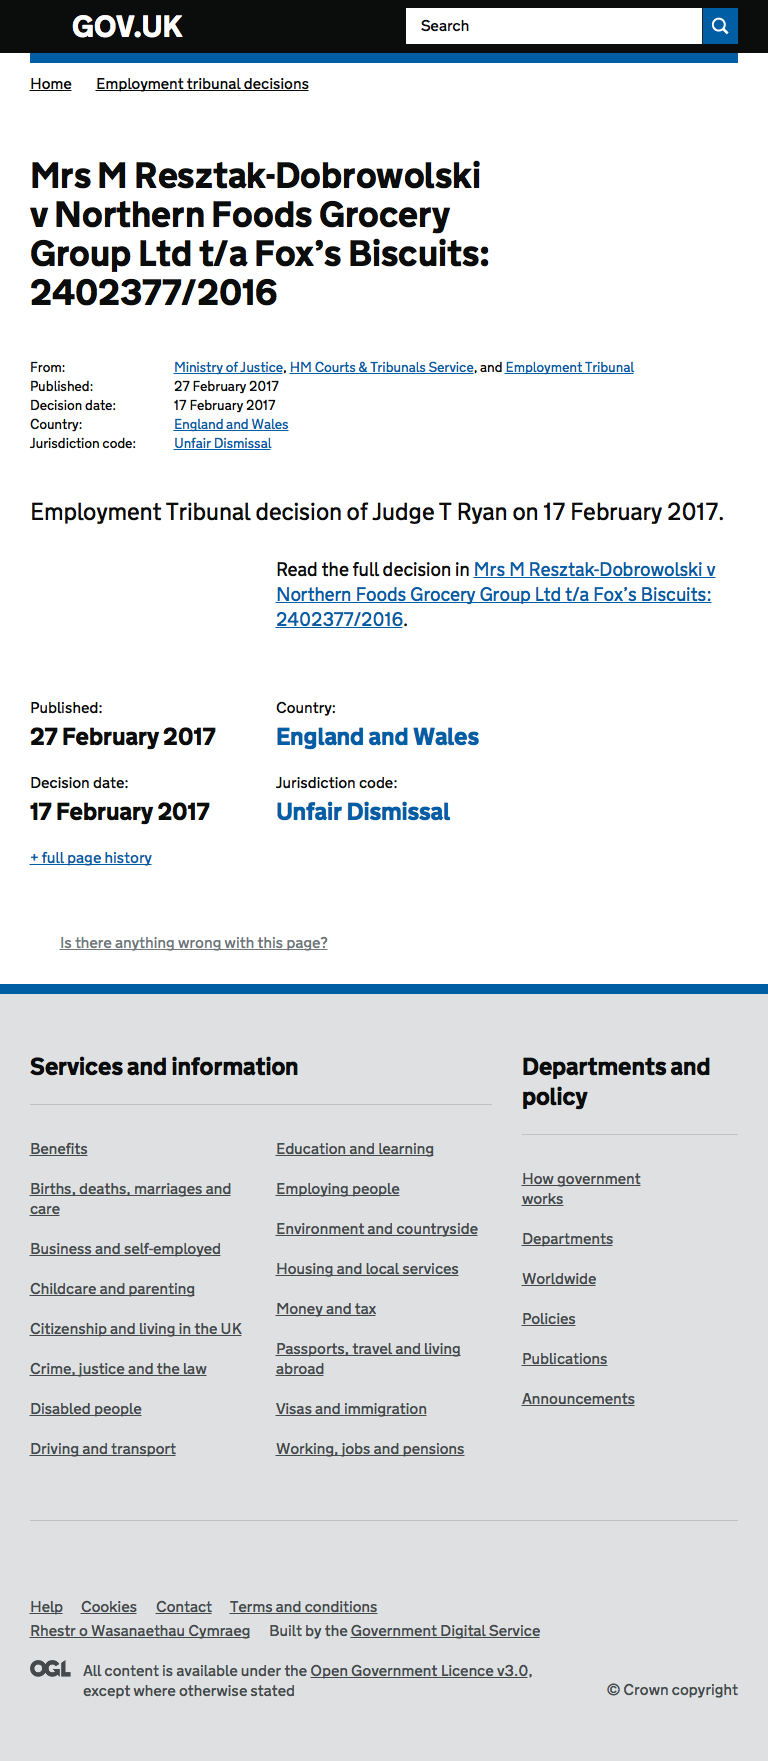 GOV.UK
Search
Home Employment tribunal decisions
Mrs M Resztak-Dobrowolski
v Northern Foods Grocery
Group Ltd t/a Fox’s Biscuits:
2402377/2016
From: Ministry of Justice, HM Courts & Tribunals Service, and Employment Tribunal
Published: 27 February 2017
Decision date: 17 February 2017
Country: England and Wales
Jurisdiction code: Unfair Dismissal
Employment Tribunal decision of Judge T Ryan on 17 February 2017.
Read the full decision in Mrs M Resztak-Dobrowolski v
Northern Foods Grocery Group Ltd t/a Fox’s Biscuits:
2402377/2016.
Published:
27 February 2017
Country:
England and Wales
Decision date:
17 February 2017
Jurisdiction code:
Unfair Dismissal
+ full page history
Is there anything wrong with this page?
Services and information
Benefits
Births, deaths, marriages and
care
Business and self-employed
Childcare and parenting
Citizenship and living in the UK
Crime, justice and the law
Disabled people
Driving and transport
Education and learning
Employing people
Environment and countryside
Housing and local services
Money and tax
Passports, travel and living
abroad
Visas and immigration
Working, jobs and pensions
Departments and
policy
How government
works
Departments
Worldwide
Policies
Publications
Announcements
Help Cookies Contact Terms and conditions
Rhestr o Wasanaethau Cymraeg Built by the Government Digital Service
OGL
All content is available under the Open Government Licence v3.0,
except where otherwise stated
© Crown copyright